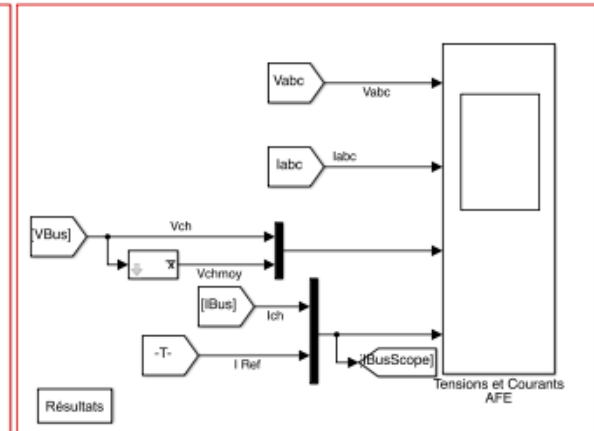 Vabc
Vabc
Iabc
Iabc
[VBus]
Vch
x
Vchmoy
[IBus]
Ich
-T-
I Ref
[IBusScope]
Tensions et Courants
AFE
Résultats